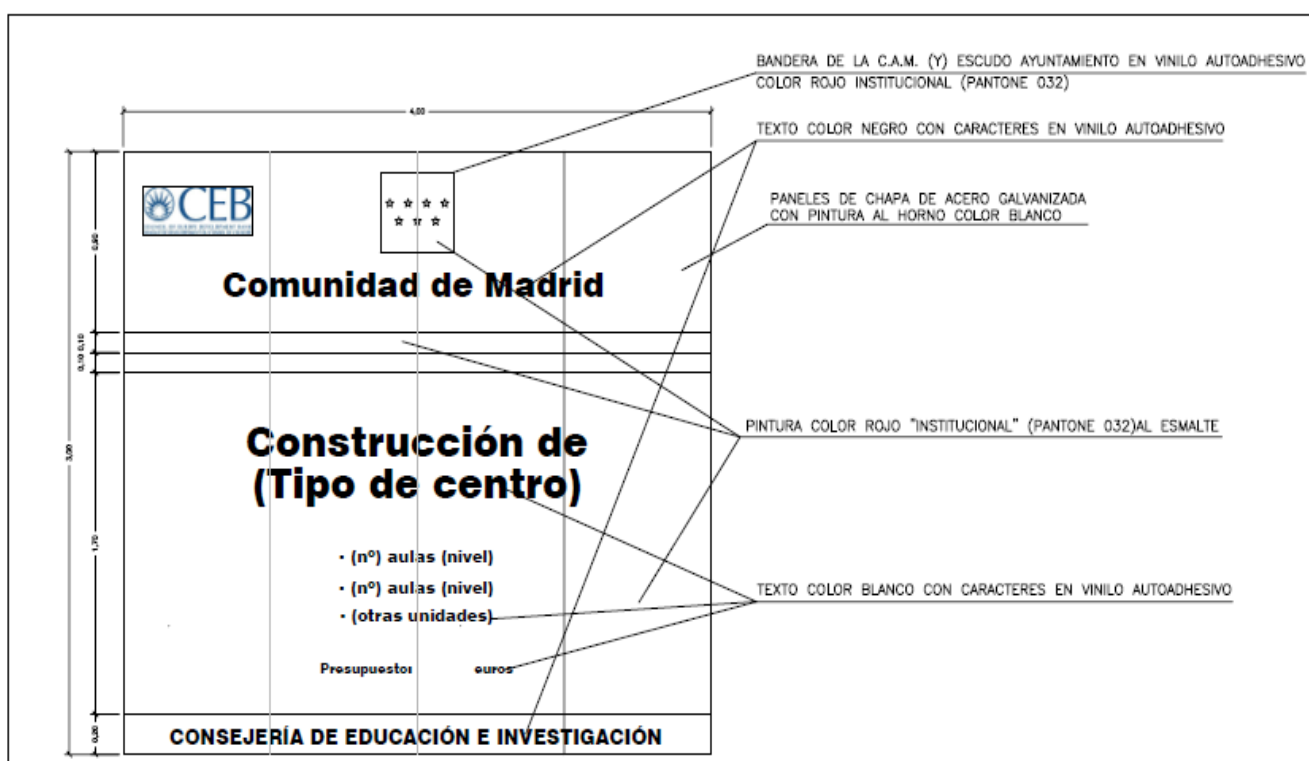 BANDERA DE LA C.A.M. (Y) ESCUDO AYUNTAMIENTO EN VINILO AUTOADHESIVO
COLOR ROJO INSTITUCIONAL (PANTONE 032)
4,00
TEXTO COLOR NEGRO CON CARACTERES EN VINILO AUTOADHESIVO
CEB
PANELES DE CHAPA DE ACERO GALVANIZADA
CON PINTURA AL HORNO COLOR BLANCO
0,90
Comunidad de Madrid
0,10 0,10
PINTURA COLOR ROJO "INSTITUCIONAL" (PANTONE 032)AL ESMALTE
Construcción de
(Tipo de centro)
3,00
1,70
· (nº) aulas (nivel)
· (nº) aulas (nivel)
· (otras unidades)
TEXTO COLOR BLANCO CON CARACTERES EN VINILO AUTOADHESIVO
Presupuesto: euros
0,20
CONSEJERÍA DE EDUCACIÓN E INVESTIGACIÓN